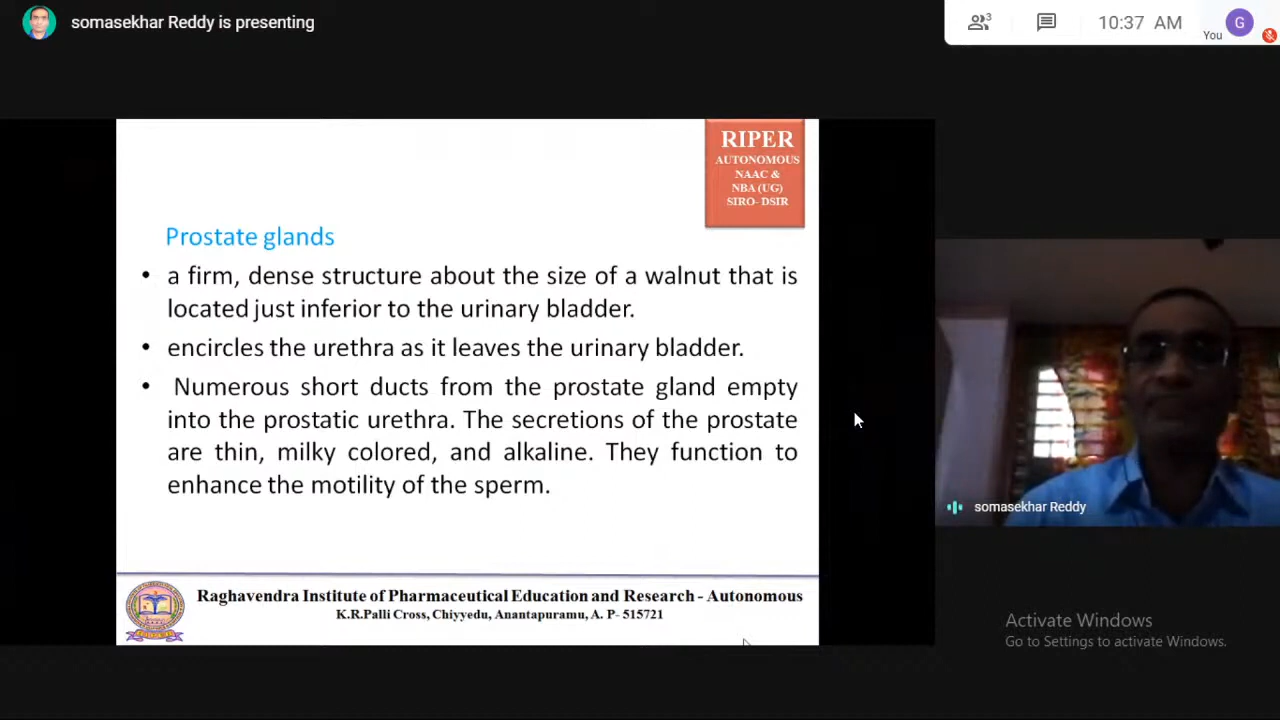 somasekhar Reddy is presenting
3
10:37 AM
You
G
RIPER
AUTONOMOUS
NAAC &
NBA (UG)
SIRO- DSIR
Prostate glands
• a firm, dense structure about the size of a walnut that is
located just inferior to the urinary bladder.
• encircles the urethra as it leaves the urinary bladder.
• Numerous short ducts from the prostate gland empty
into the prostatic urethra. The secretions of the prostate
are thin, milky colored, and alkaline. They function to
enhance the motility of the sperm.
somasekhar Reddy
Raghavendra Institute of Pharmaceutical Education and Research - Autonomous
K.R.Palli Cross, Chiyyedu, Anantapuramu, A. P- 515721
Activate Windows
Go to Settings to activate Windows.